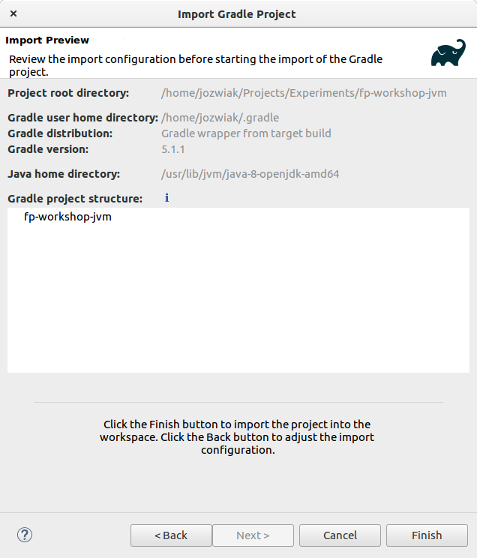 Import Gradle Project
Import Preview
Review the import configuration before starting the import of the Gradle
project.
Project root directory: /home/jozwiak/Projects/Experiments/fp-workshop-jvm
Gradle user home directory: /home/jozwiak/.gradle
Gradle distribution: Gradle wrapper from target build
Gradle version: 5.1.1
Java home directory: /usr/lib/jvm/java-8-openjdk-amd64
Gradle project structure: i
fp-workshop-jvm
Click the Finish button to import the project into the
workspace. Click the Back button to adjust the import
configuration.
? < Back Next > Cancel Finish